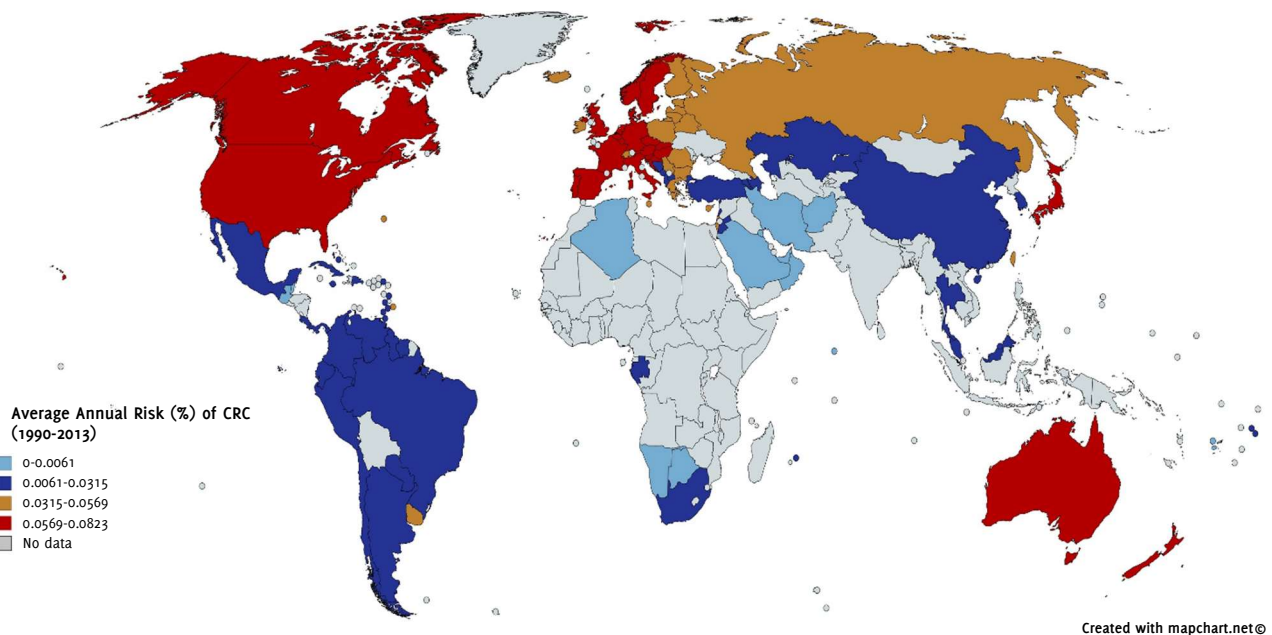 Average Annual Risk (%) of CRC
(1990-2013)
0-0.0061
0.0061-0.0315
0.0315-0.0569
0.0569-0.0823
No data
Created with mapchart.net©